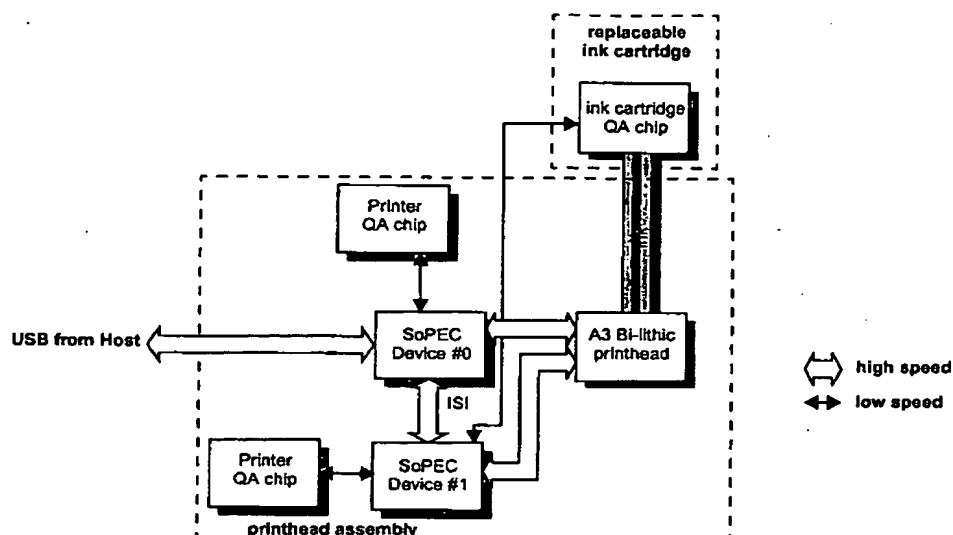 replaceable
ink cartridge
ink cartridge
QA chip
Printer
QA chip
USB from Host
SoPEC
Device #0
A3 Bi-lithic
printhead
high speed
low speed
ISI
Printer
QA chip
SoPEC
Device #1
printhead assembly